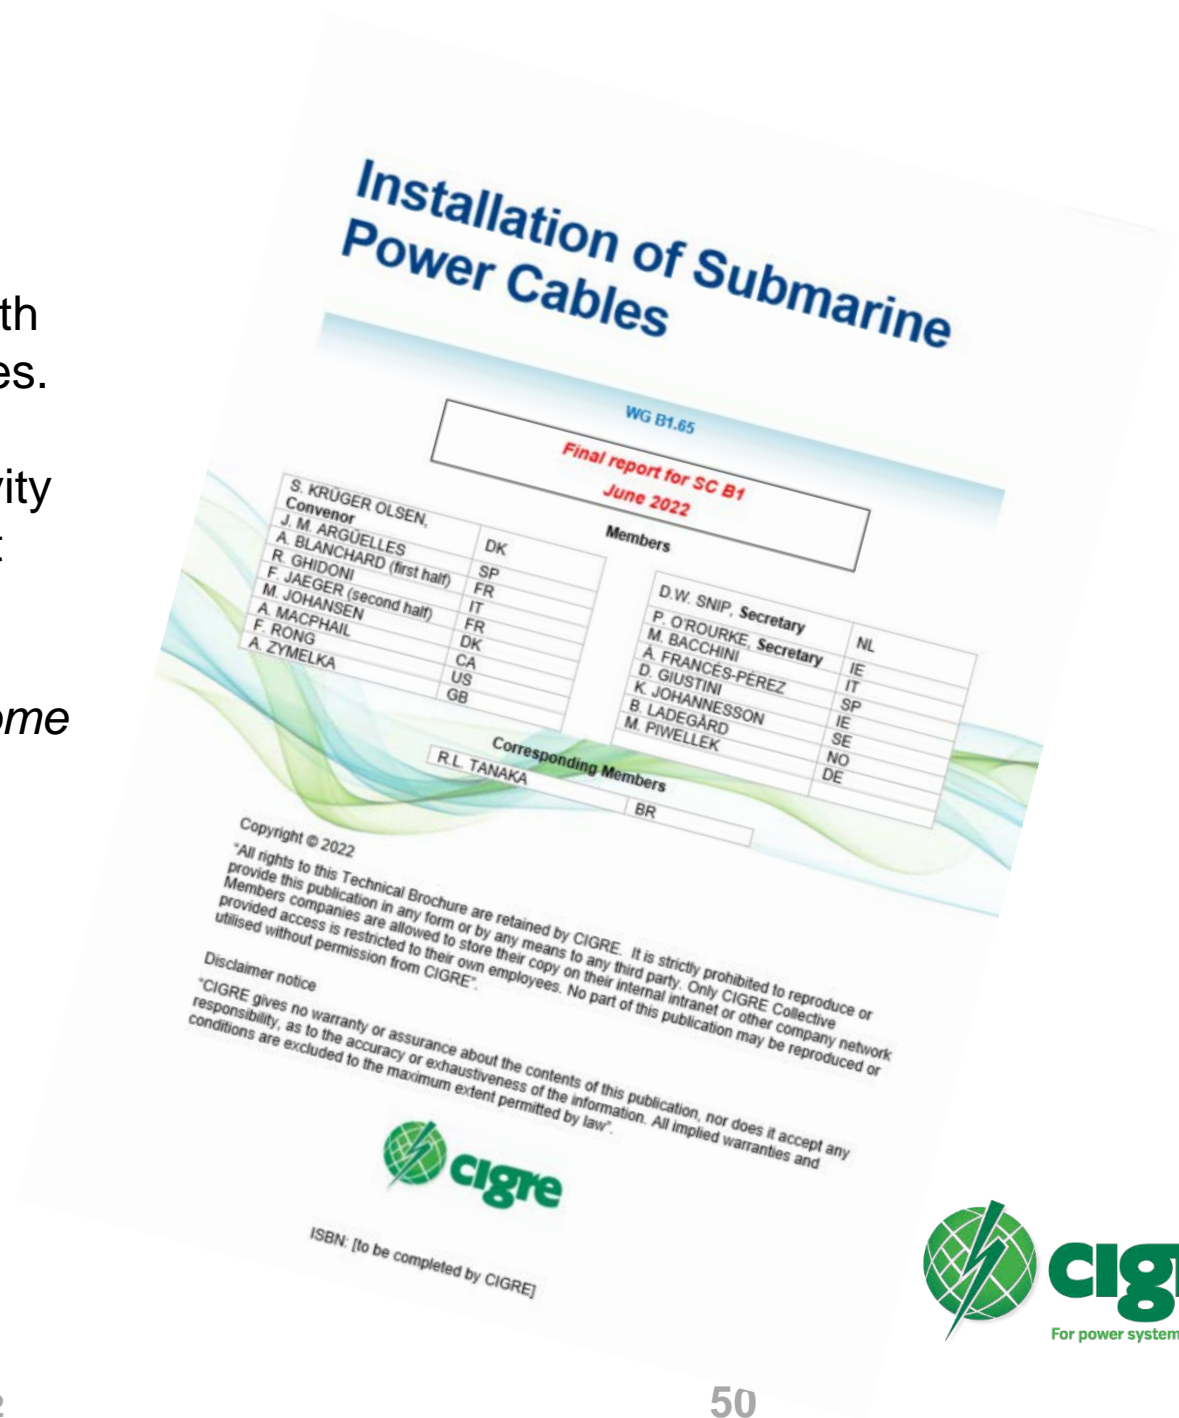 th
es.
vity
t
ome
Installation of Submarine
Power Cables
WG B1.65
Final report for SC B1
June 2022
Members
S. KRÜGER OLSEN,
Convenor DK
J. M. ARGÜELLES SP
A. BLANCHARD (first half) FR
R. GHIDONI IT
F. JAEGER (second half) FR
M. JOHANSEN DK
A. MACPHAIL CA
F. RONG US
A. ZYMELKA GB
D.W. SNIP, Secretary NL
P. O'ROURKE, Secretary IE
M. BACCHINI IT
A. FRANCÉS-PÉREZ SP
D. GIUSTINI IE
K. JOHANNESSON SE
B. LADEGÅRD NO
M. PIWELLEK DE
Corresponding Members
R.L. TANAKA BR
Copyright © 2022
"All rights to this Technical Brochure are retained by CIGRE. It is strictly prohibited to reproduce or
provide this publication in any form or by any means to any third party. Only CIGRE Collective
Members companies are allowed to store their copy on their internal intranet or other company network
provided access is restricted to their own employees. No part of this publication may be reproduced or
utilised without permission from CIGRE".
Disclaimer notice
"CIGRE gives no warranty or assurance about the contents of this publication, nor does it accept any
responsibility, as to the accuracy or exhaustiveness of the information. All implied warranties and
conditions are excluded to the maximum extent permitted by law".
cigre
ISBN: [to be completed by CIGRE]
cigr
For power system
2
50